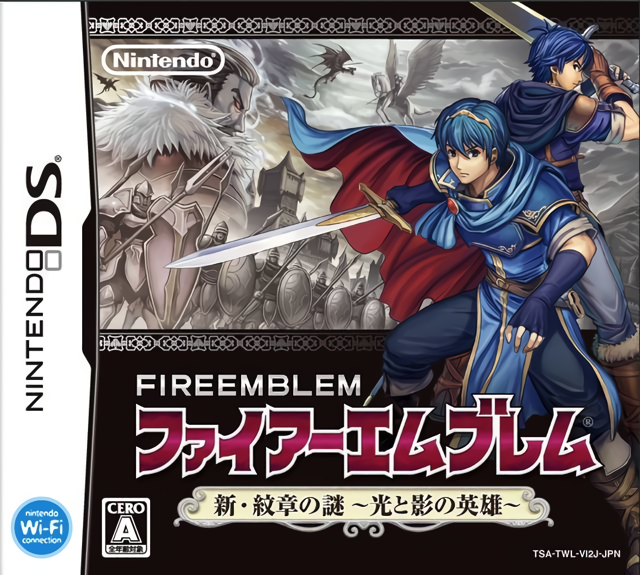 Nintendo®
NINTENDO DS®
FIREEMBLEM
ファイアーエムブレム®
新・紋章の謎 ～光と影の英雄～
nintendo
Wi-Fi
connection
CERO
A
全年齢対象
TSA-TWL-VI2J-JPN